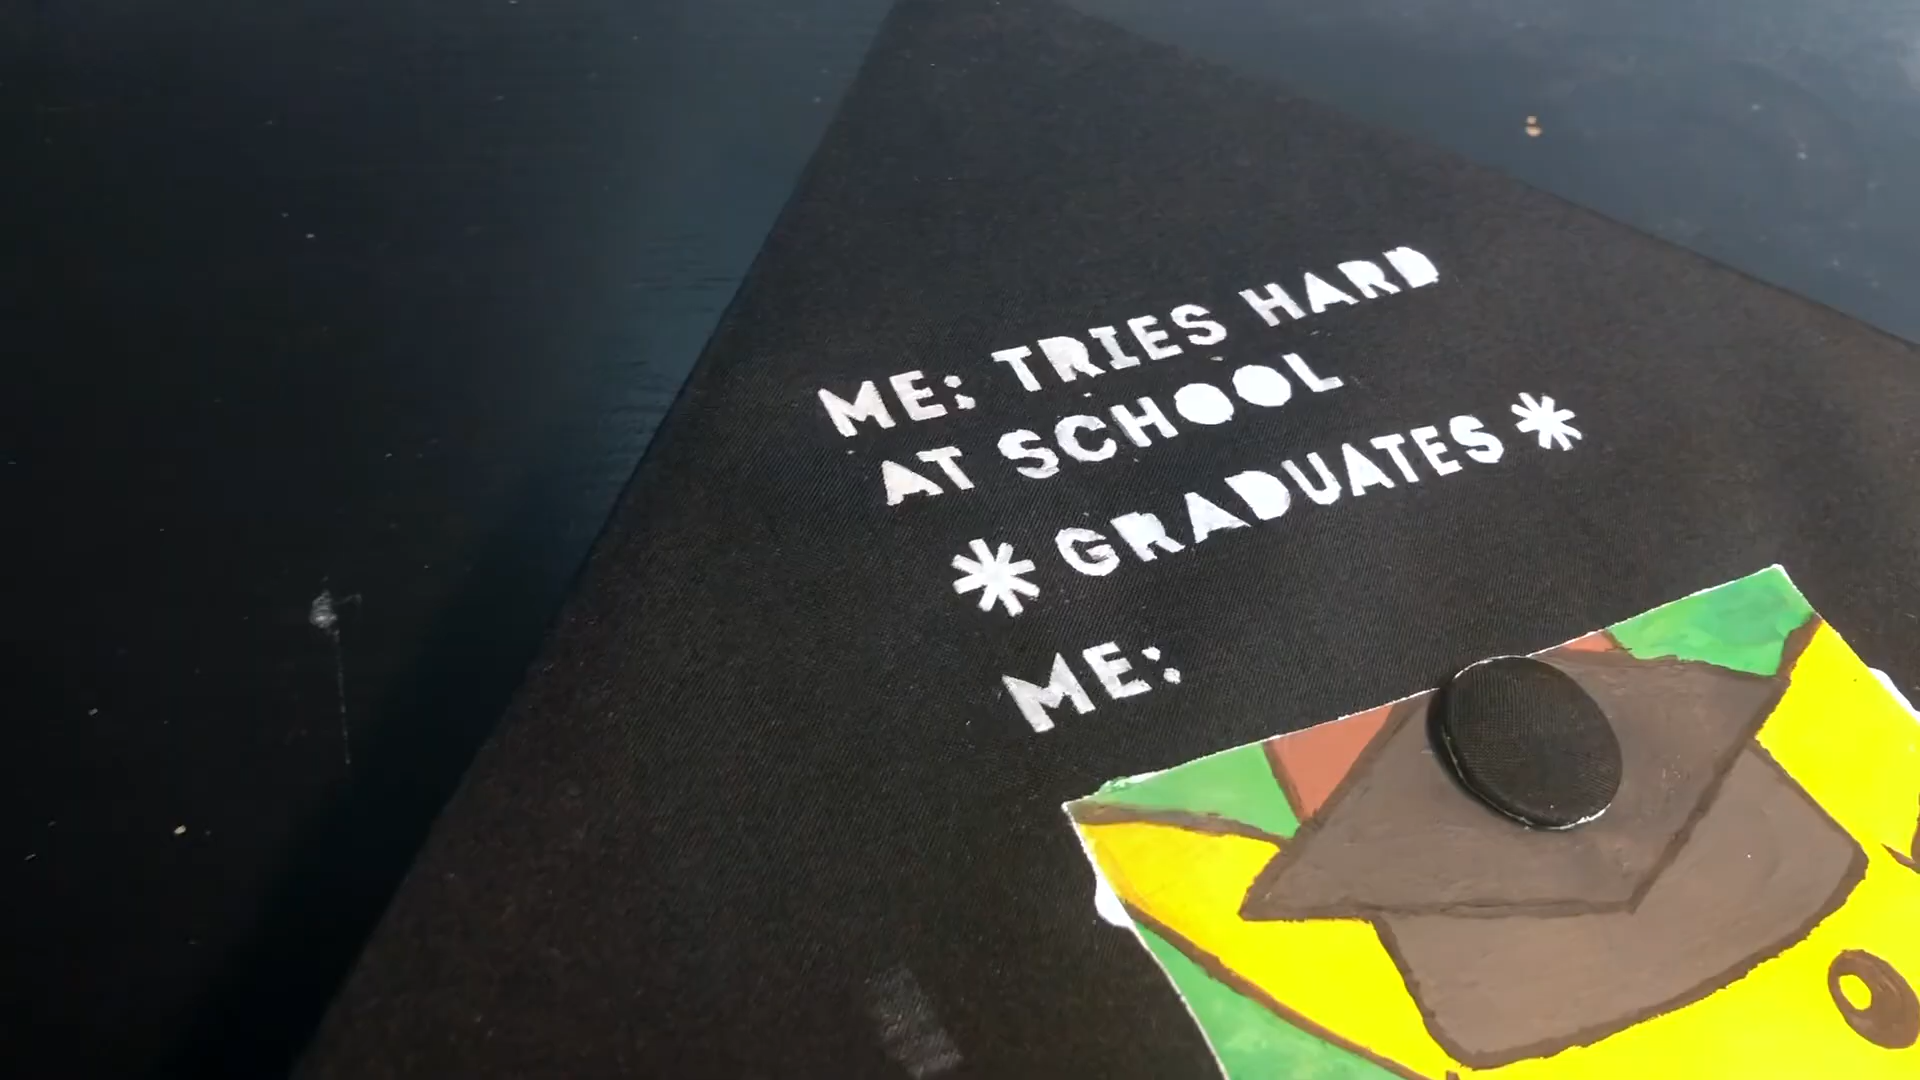 ME: TRIES HARD
AT SCHOOL
* GRADUATES *
ME: